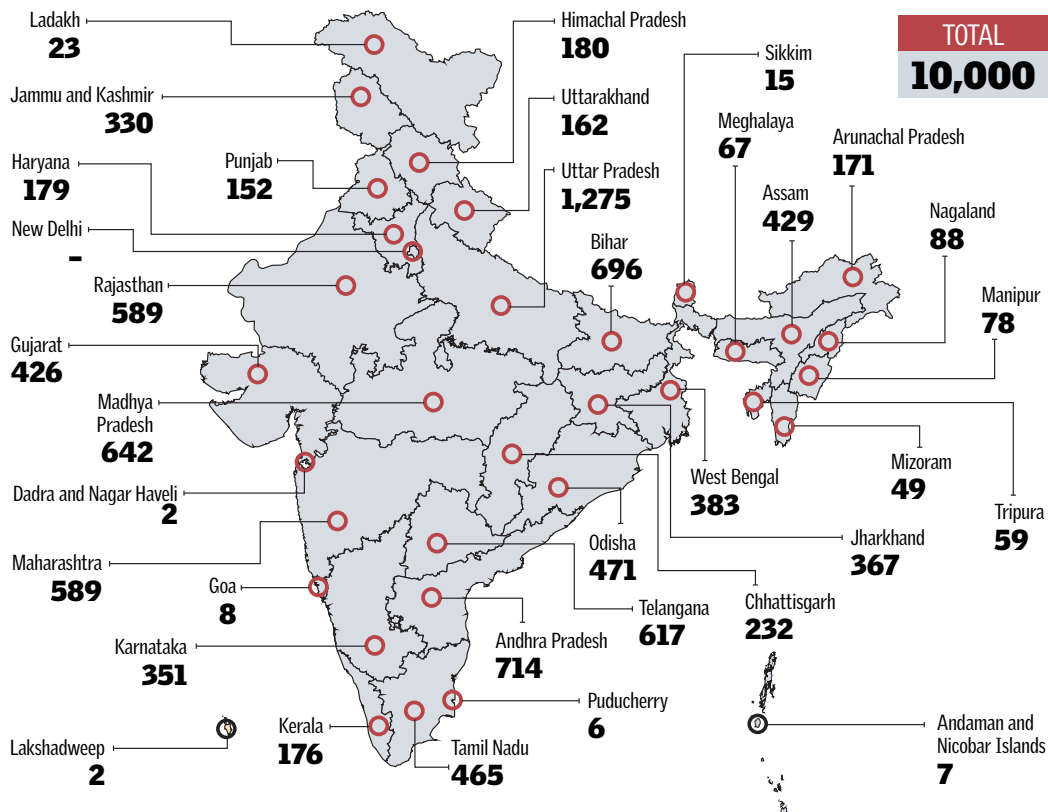 Ladakh
23
Himachal Pradesh
180
TOTAL
10,000
Sikkim
15
Jammu and Kashmir
330
Uttarakhand
162
Meghalaya
67
Arunachal Pradesh
171
Haryana
179
Punjab
152
Uttar Pradesh
1,275
Assam
429
Nagaland
88
New Delhi
–
Bihar
696
Rajasthan
589
Manipur
78
Gujarat
426
Madhya
Pradesh
642
Dadra and Nagar Haveli
2
West Bengal
383
Mizoram
49
Tripura
59
Maharashtra
589
Odisha
471
Jharkhand
367
Goa
8
Telangana
617
Chhattisgarh
232
Karnataka
351
Andhra Pradesh
714
Puducherry
6
Lakshadweep
2
Kerala
176
Tamil Nadu
465
Andaman and
Nicobar Islands
7